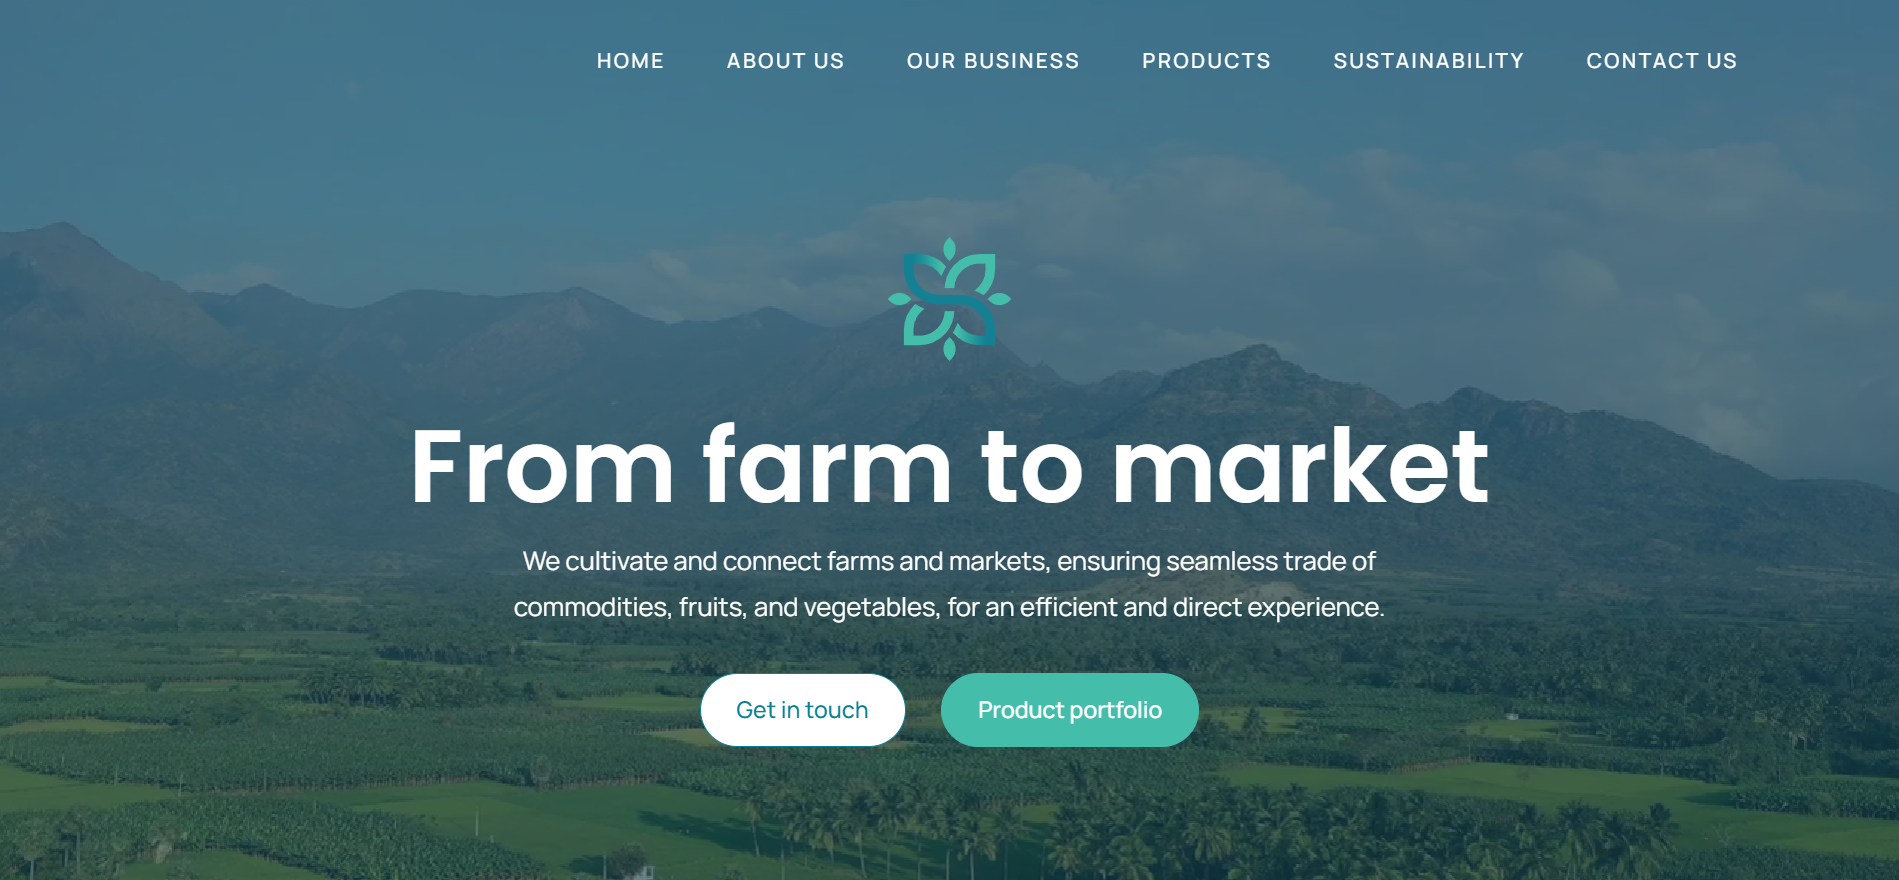 HOME ABOUT US OUR BUSINESS PRODUCTS SUSTAINABILITY CONTACT US
From farm to market
We cultivate and connect farms and markets, ensuring seamless trade of
commodities, fruits, and vegetables, for an efficient and direct experience.
Get in touch Product portfolio